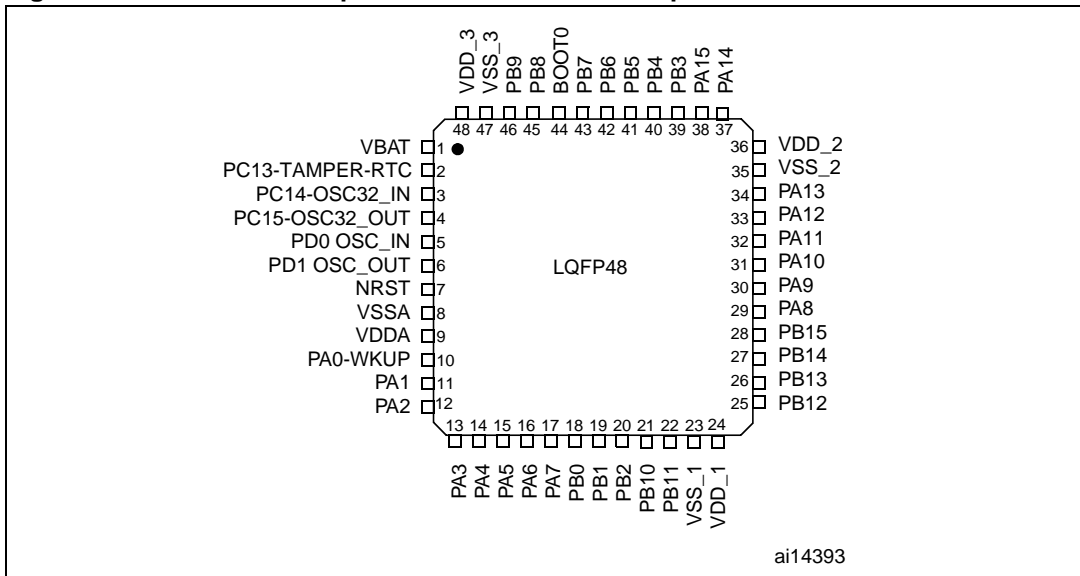 VDD_3
VSS_3
PB9
PB8
BOOT0
PB7
PB6
PB5
PB4
PB3
PA15
PA14
48 47 46 45 44 43 42 41 40 39 38 37
VBAT 1
PC13-TAMPER-RTC 2
PC14-OSC32_IN 3
PC15-OSC32_OUT 4
PD0 OSC_IN 5
PD1 OSC_OUT 6
NRST 7
VSSA 8
VDDA 9
PA0-WKUP 10
PA1 11
PA2 12
LQFP48
36 VDD_2
35 VSS_2
34 PA13
33 PA12
32 PA11
31 PA10
30 PA9
29 PA8
28 PB15
27 PB14
26 PB13
25 PB12
13 14 15 16 17 18 19 20 21 22 23 24
PA3
PA4
PA5
PA6
PA7
PB0
PB1
PB2
PB10
PB11
VSS_1
VDD_1
ai14393